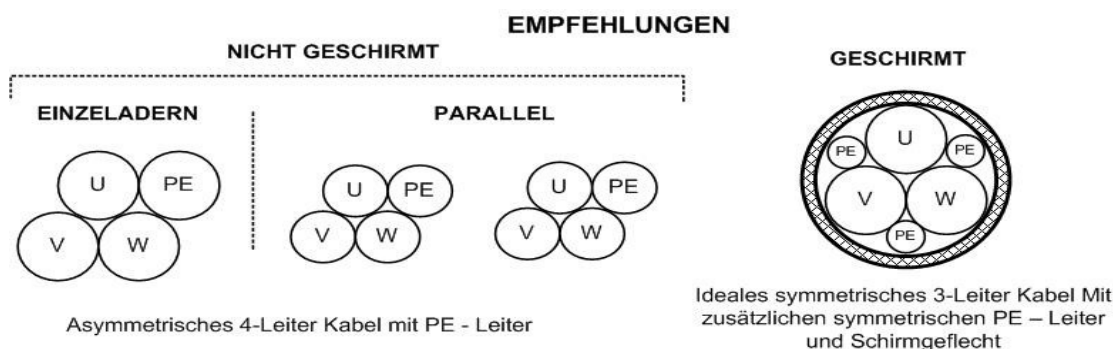 EMPFEHLUNGEN
NICHT GESCHIRMT
EINZELADERN
PARALLEL
U PE
V W
U PE
V W
U PE
V W
Asymmetrisches 4-Leiter Kabel mit PE - Leiter
GESCHIRMT
U
PE PE
V W
PE
Ideales symmetrisches 3-Leiter Kabel Mit
zusätzlichen symmetrischen PE – Leiter
und Schirmgeflecht